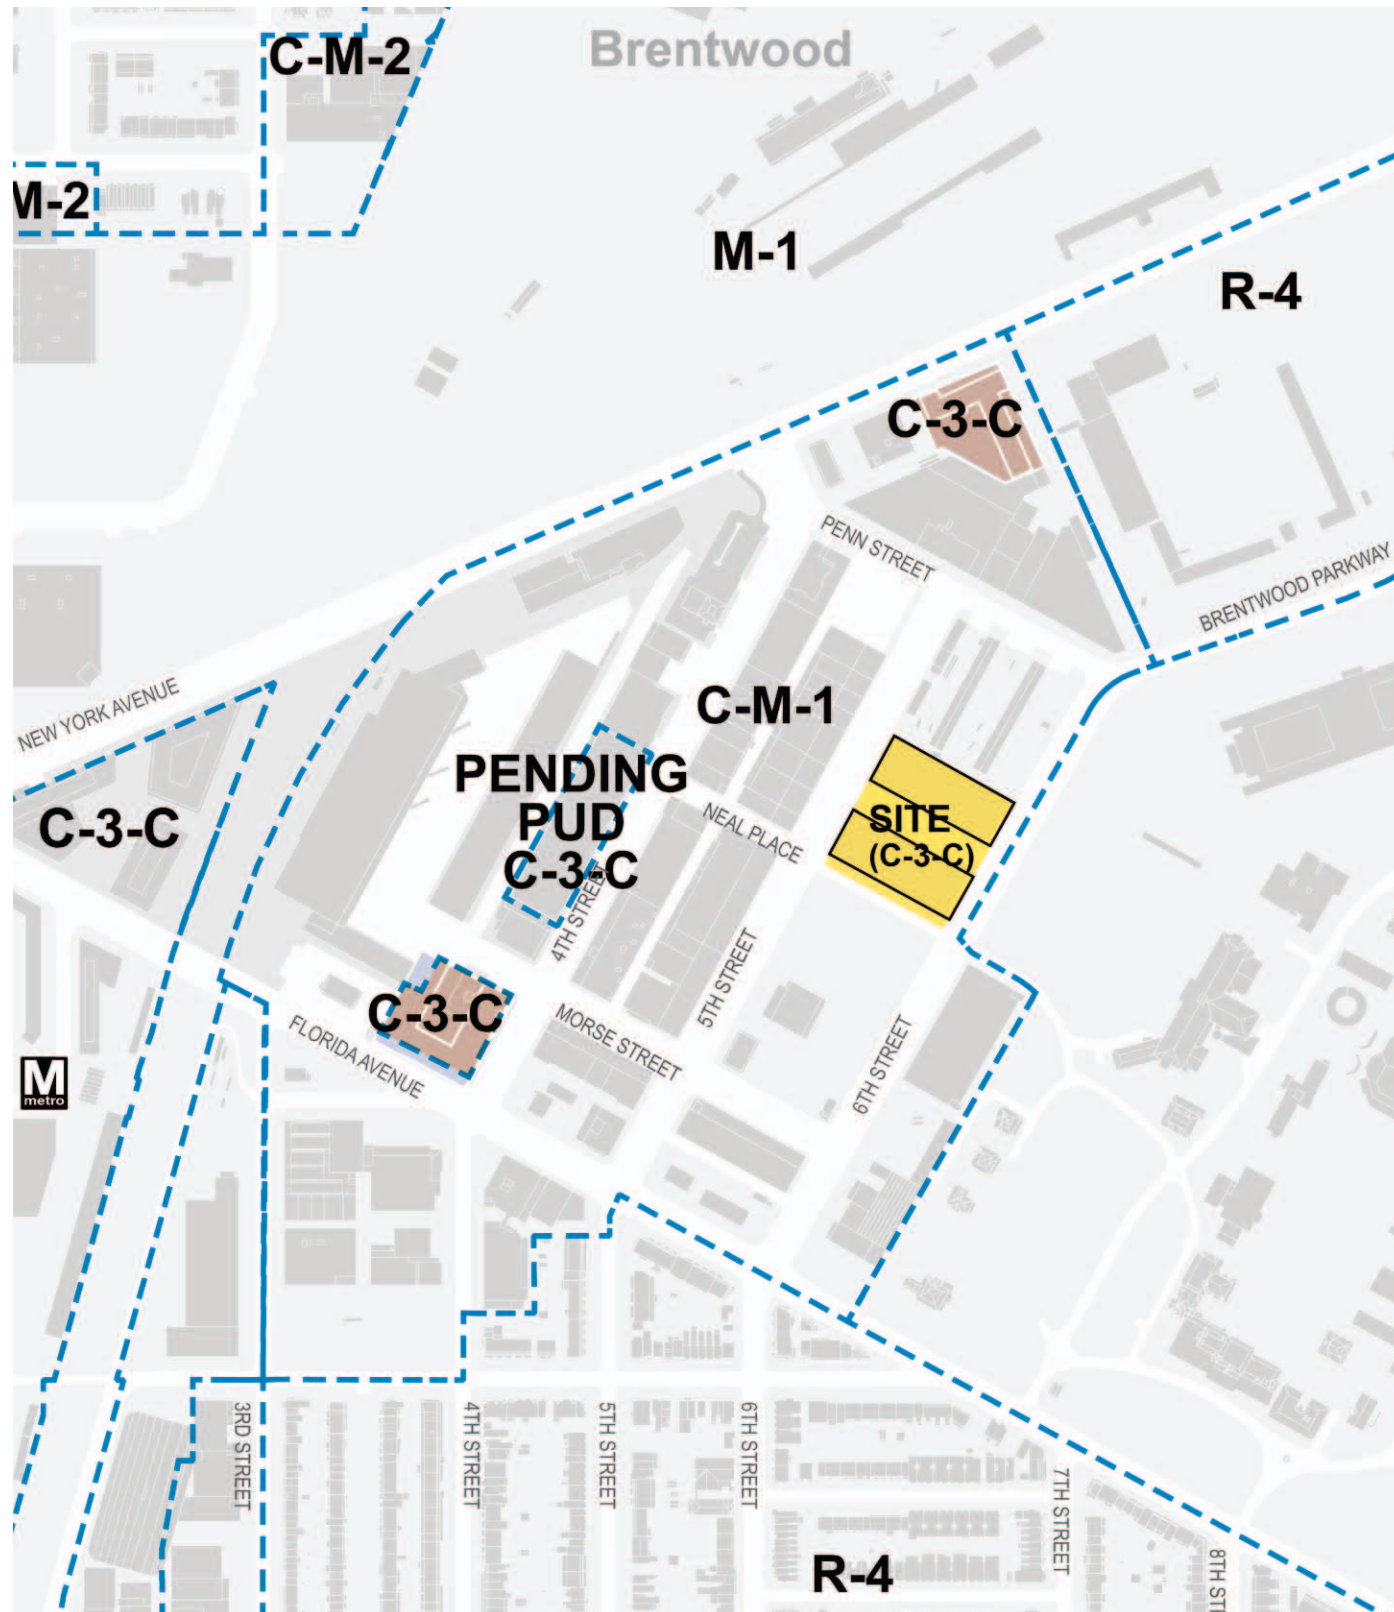 Brentwood
C-M-2
M-2
M-1
R-4
C-3-C
PENN STREET
BRENTWOOD PARKWAY
NEW YORK AVENUE
C-M-1
PENDING
PUD
C-3-C
C-3-C
NEAL PLACE
SITE
(C-3-C)
4TH STREET
5TH STREET
C-3-C
MORSE STREET
FLORIDA AVENUE
6TH STREET
M
metro
3RD STREET
4TH STREET
5TH STREET
6TH STREET
7TH STREET
8TH ST
R-4